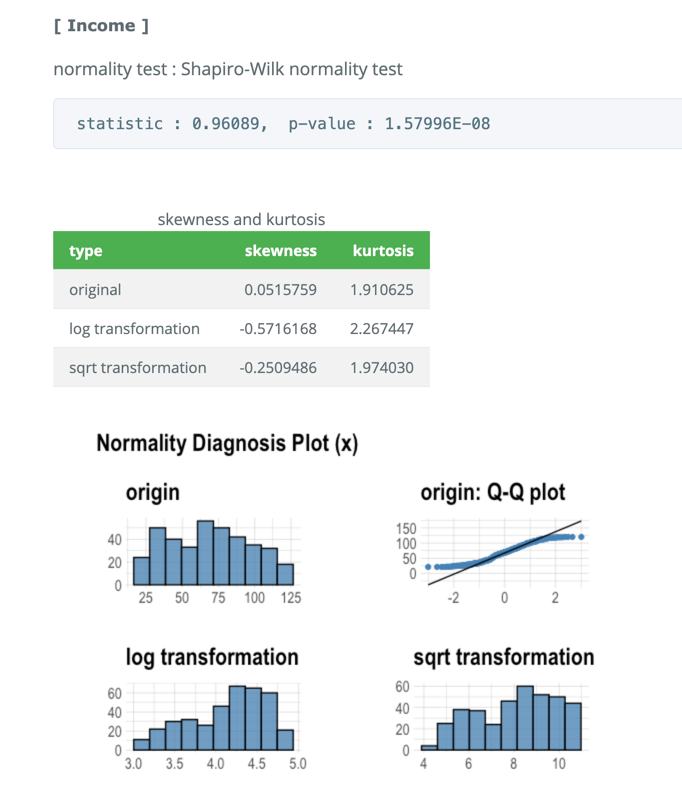 [ Income ]
normality test : Shapiro-Wilk normality test
statistic : 0.96089, p-value : 1.57996E-08
skewness and kurtosis
type skewness kurtosis
original 0.0515759 1.910625
log transformation -0.5716168 2.267447
sqrt transformation -0.2509486 1.974030
Normality Diagnosis Plot (x)
origin
40
20
0
25 50 75 100 125
origin: Q-Q plot
150
100
50
0
-2 0 2
log transformation
60
40
20
0
3.0 3.5 4.0 4.5 5.0
sqrt transformation
60
40
20
0
4 6 8 10